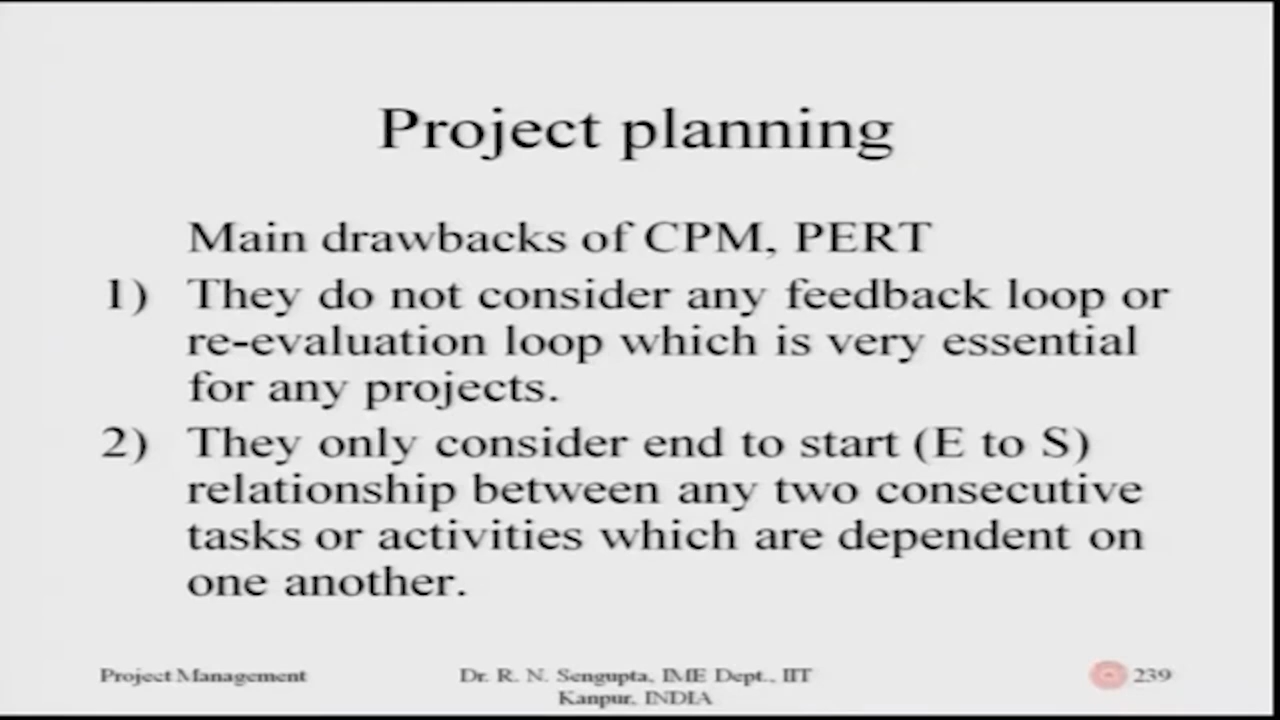 Project planning
Main drawbacks of CPM, PERT
1) They do not consider any feedback loop or
re-evaluation loop which is very essential
for any projects.
2) They only consider end to start (E to S)
relationship between any two consecutive
tasks or activities which are dependent on
one another.
Project Management
Dr. R. N. Sengupta, IME Dept., IIT
Kanpur, INDIA
239